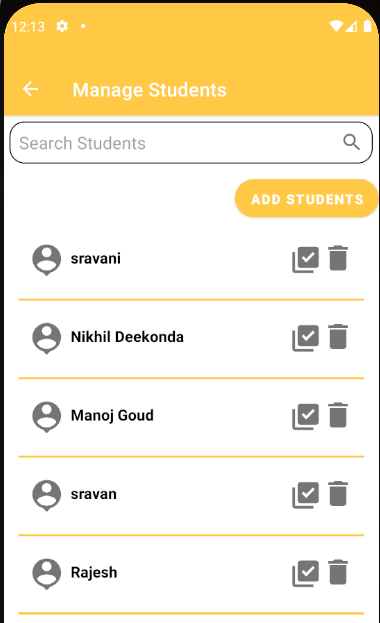 12:13
Manage Students
Search Students
ADD STUDENTS
sravani
Nikhil Deekonda
Manoj Goud
sravan
Rajesh